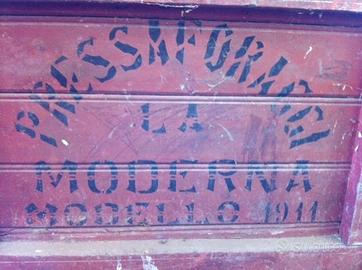 PRESSAFORAGGI
LA
MODERNA
MODELLO 1911